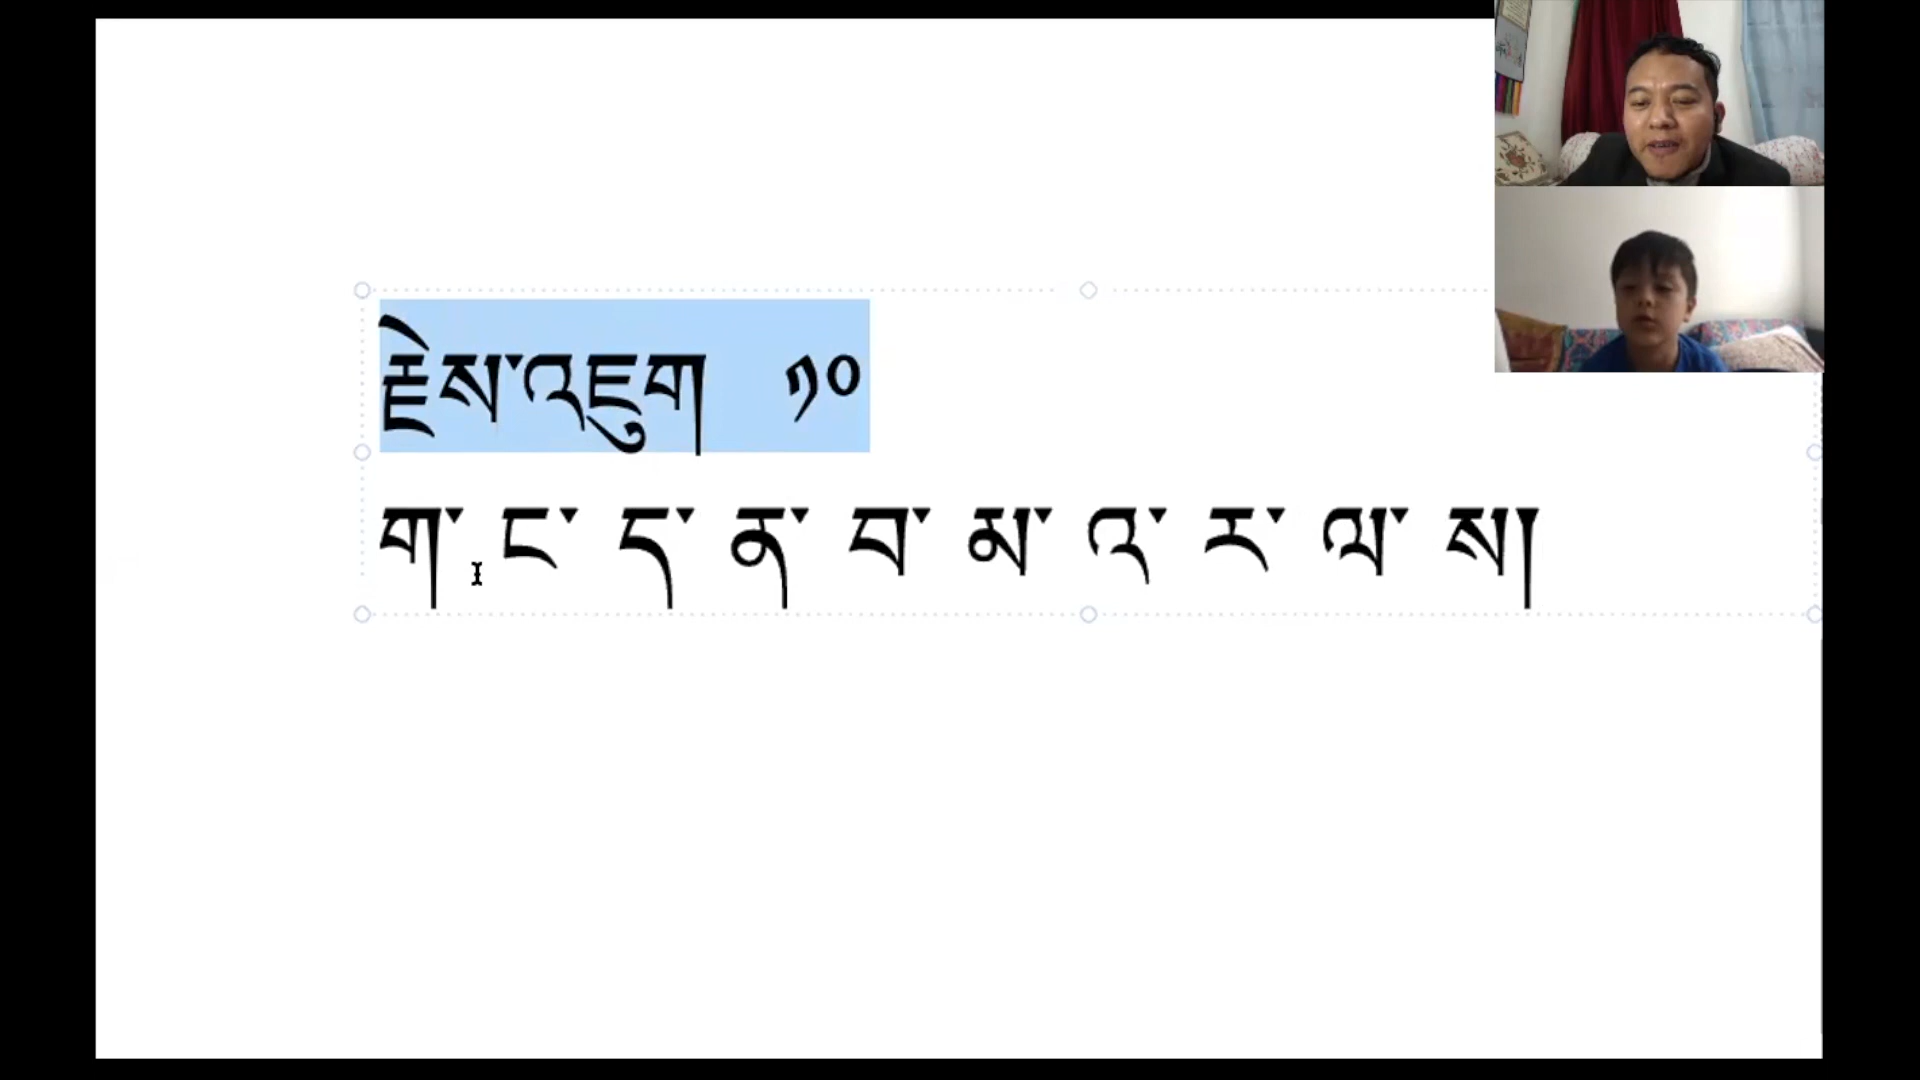 རྗེས་འཇུག ༡༠
ག་ ང་ ད་ ན་ བ་ མ་ འ་ ར་ ལ་ ས།